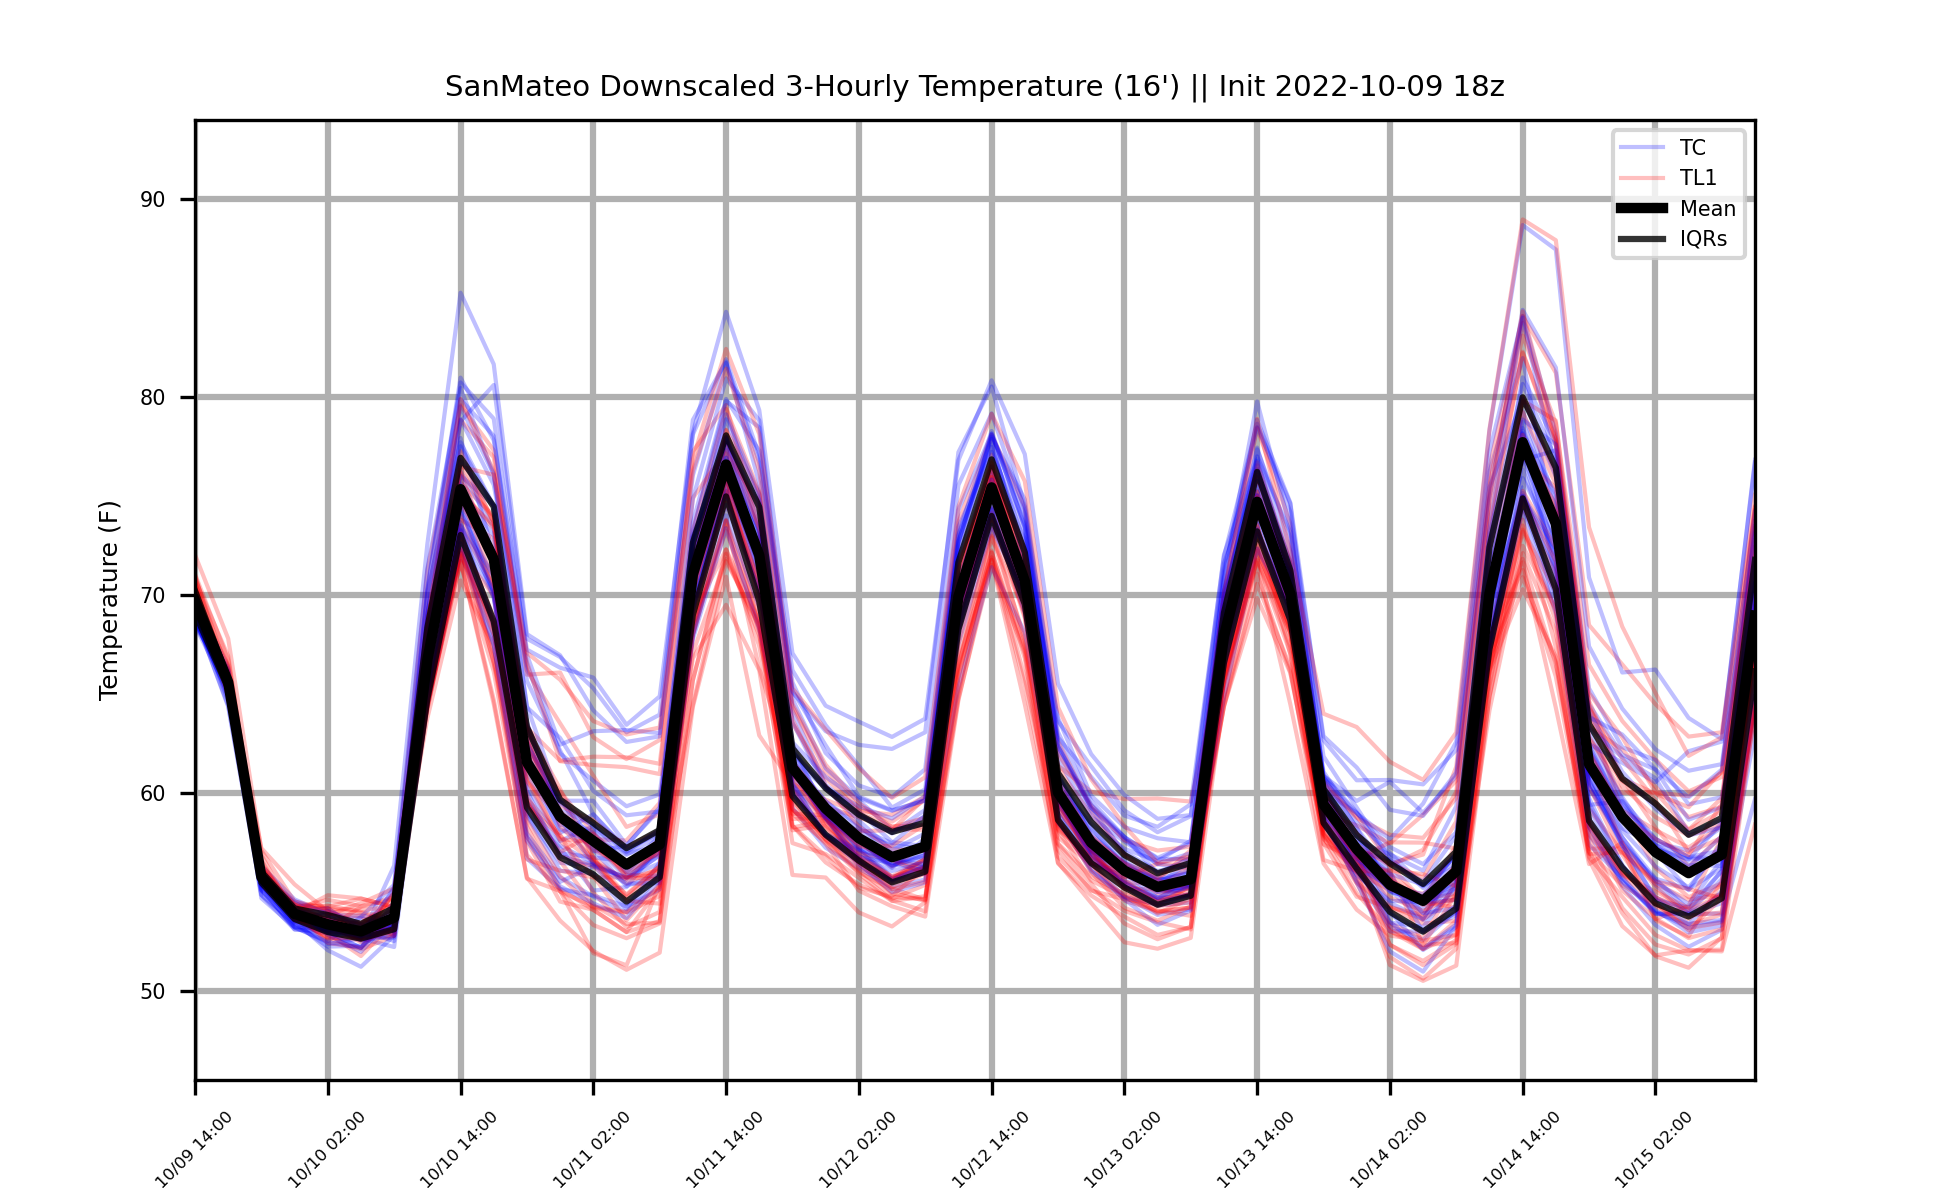 SanMateo Downscaled 3-Hourly Temperature (16') || Init 2022-10-09 18z
TC
TL1
Mean
IQRs
Temperature (F)
90
80
70
60
50
10/09 14:00
10/10 02:00
10/10 14:00
10/11 02:00
10/11 14:00
10/12 02:00
10/12 14:00
10/13 02:00
10/13 14:00
10/14 02:00
10/14 14:00
10/15 02:00